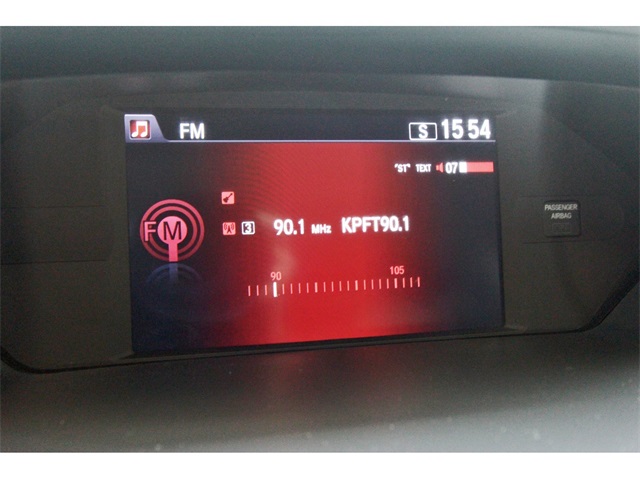 FM S 15 54
"ST" TEXT 07
FM
3 90.1 MHz KPFT90.1
90 105
PASSENGER
AIRBAG